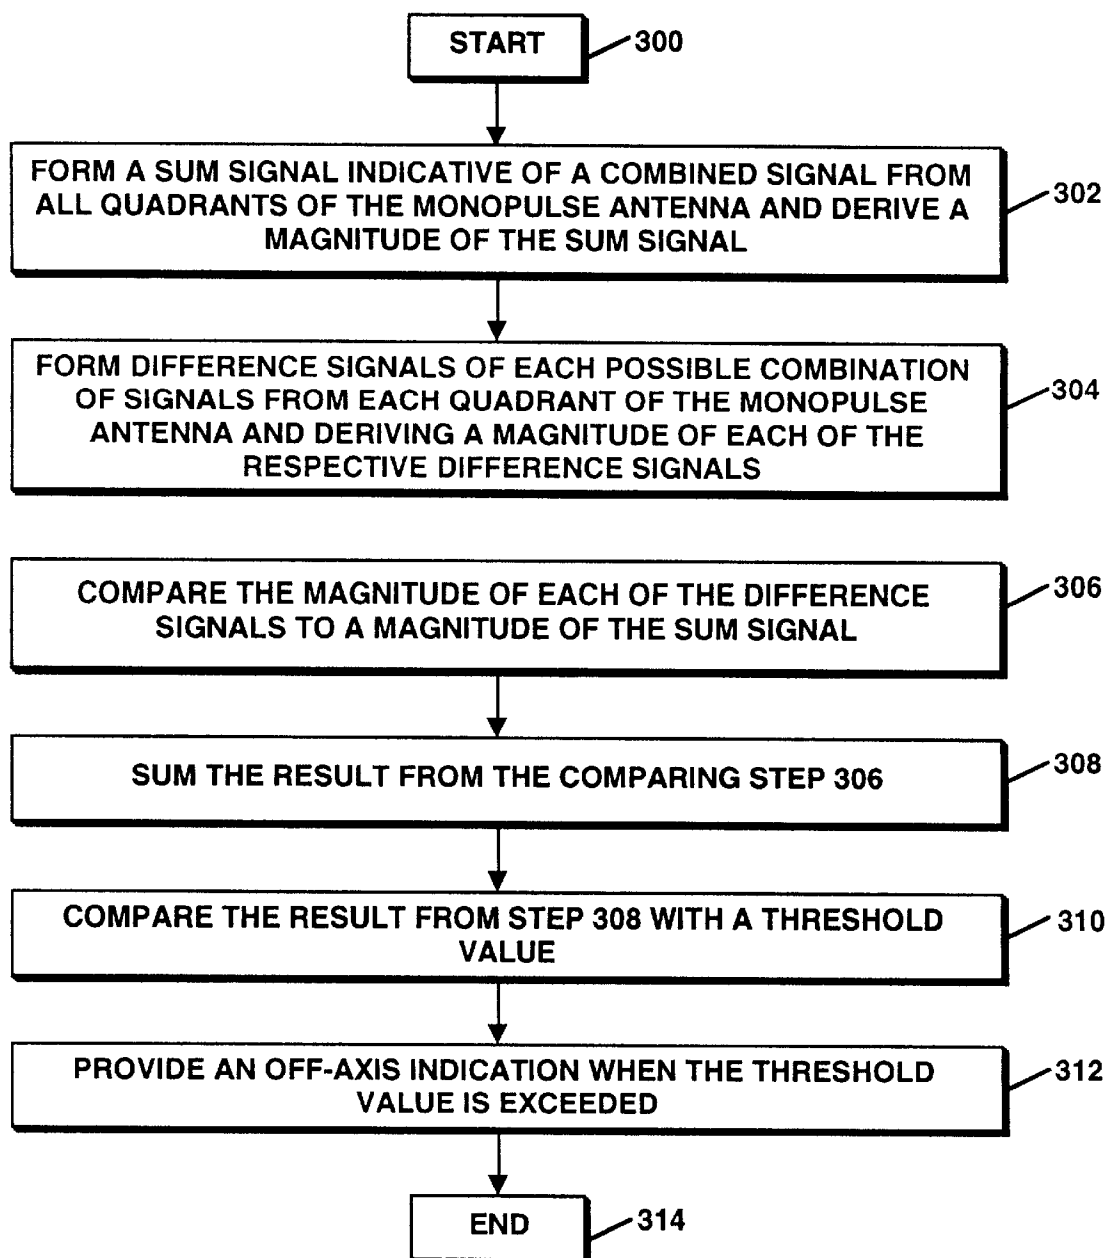 START
300
FORM A SUM SIGNAL INDICATIVE OF A COMBINED SIGNAL FROM
ALL QUADRANTS OF THE MONOPULSE ANTENNA AND DERIVE A
MAGNITUDE OF THE SUM SIGNAL
302
FORM DIFFERENCE SIGNALS OF EACH POSSIBLE COMBINATION
OF SIGNALS FROM EACH QUADRANT OF THE MONOPULSE
ANTENNA AND DERIVING A MAGNITUDE OF EACH OF THE
RESPECTIVE DIFFERENCE SIGNALS
304
COMPARE THE MAGNITUDE OF EACH OF THE DIFFERENCE
SIGNALS TO A MAGNITUDE OF THE SUM SIGNAL
306
SUM THE RESULT FROM THE COMPARING STEP 306
308
COMPARE THE RESULT FROM STEP 308 WITH A THRESHOLD
VALUE
310
PROVIDE AN OFF-AXIS INDICATION WHEN THE THRESHOLD
VALUE IS EXCEEDED
312
END
314